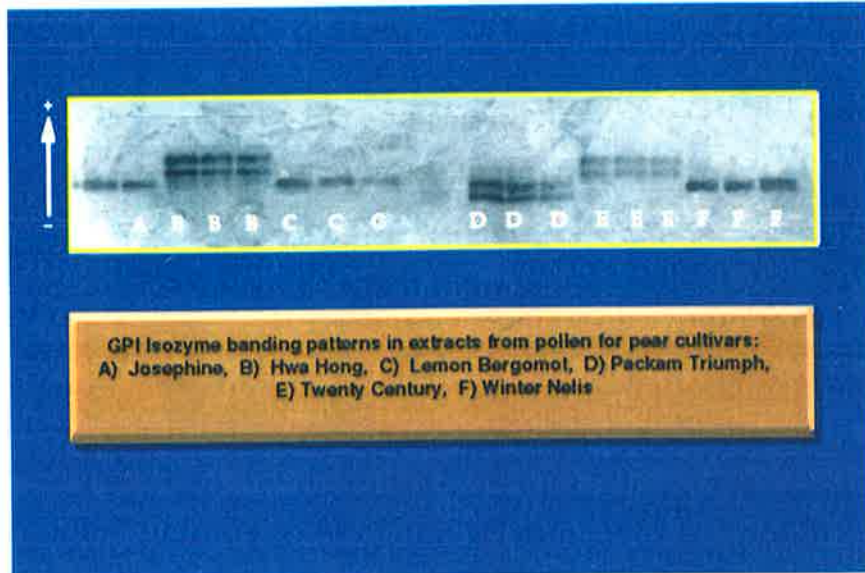 +
-
A B B B C C C D D D E E E F F F
GPI Isozyme banding patterns in extracts from pollen for pear cultivars:
A) Josephine, B) Hwa Hong, C) Lemon Bergomot, D) Packam Triumph,
E) Twenty Century, F) Winter Nelis